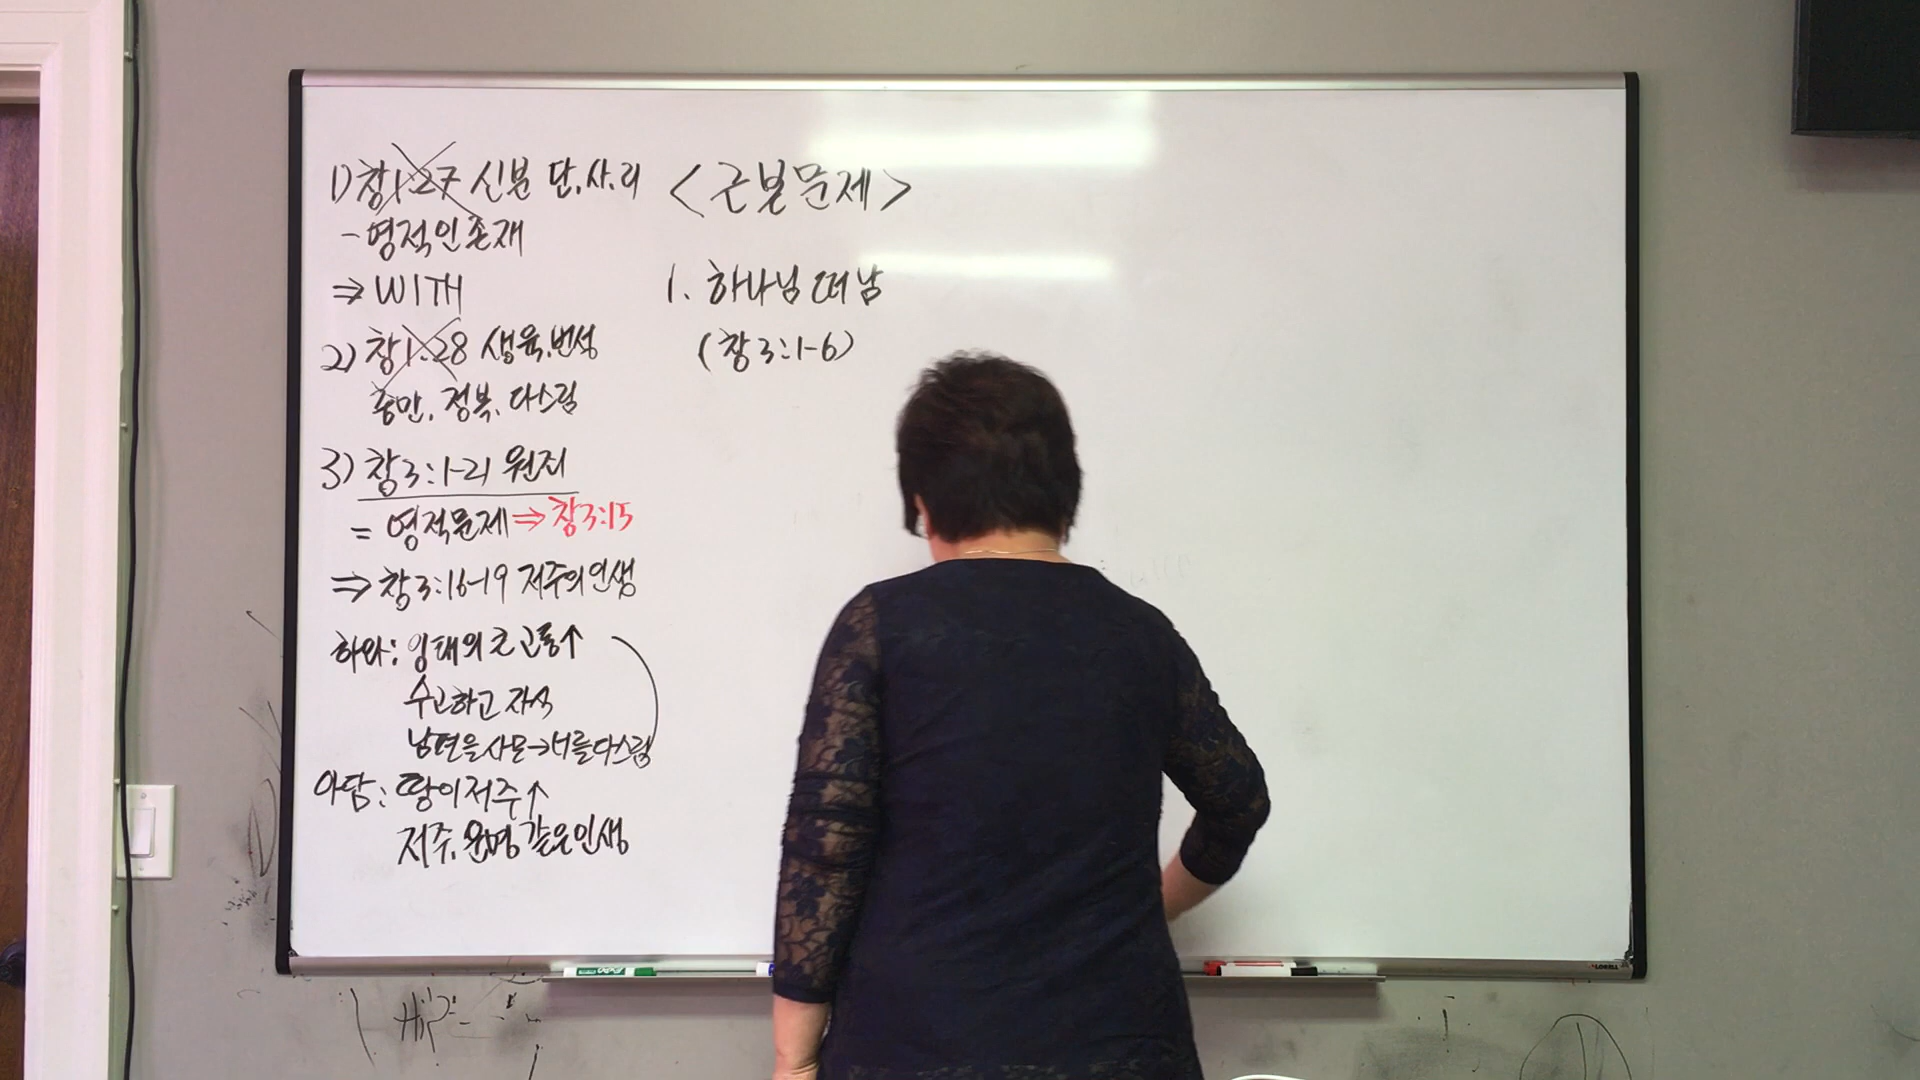 1) 창1:27 신분 단.사.리
- 영적인존재
⇒ WITH
2) 창1:28 생육.번성
충만. 정복. 다스림
3) 창3:1-21 원죄
= 영적문제 ⇒ 창3:15
⇒ 창3:16-19 저주의인생
하와: 잉태의 큰 고통↑
수고하고 자식
남편을 사모→너를다스림
아담: 땅이저주↑
저주. 운명 같은인생
<근본문제>
1. 하나님 떠남
(창3:1-6)
EXPO
LORELL
Hip